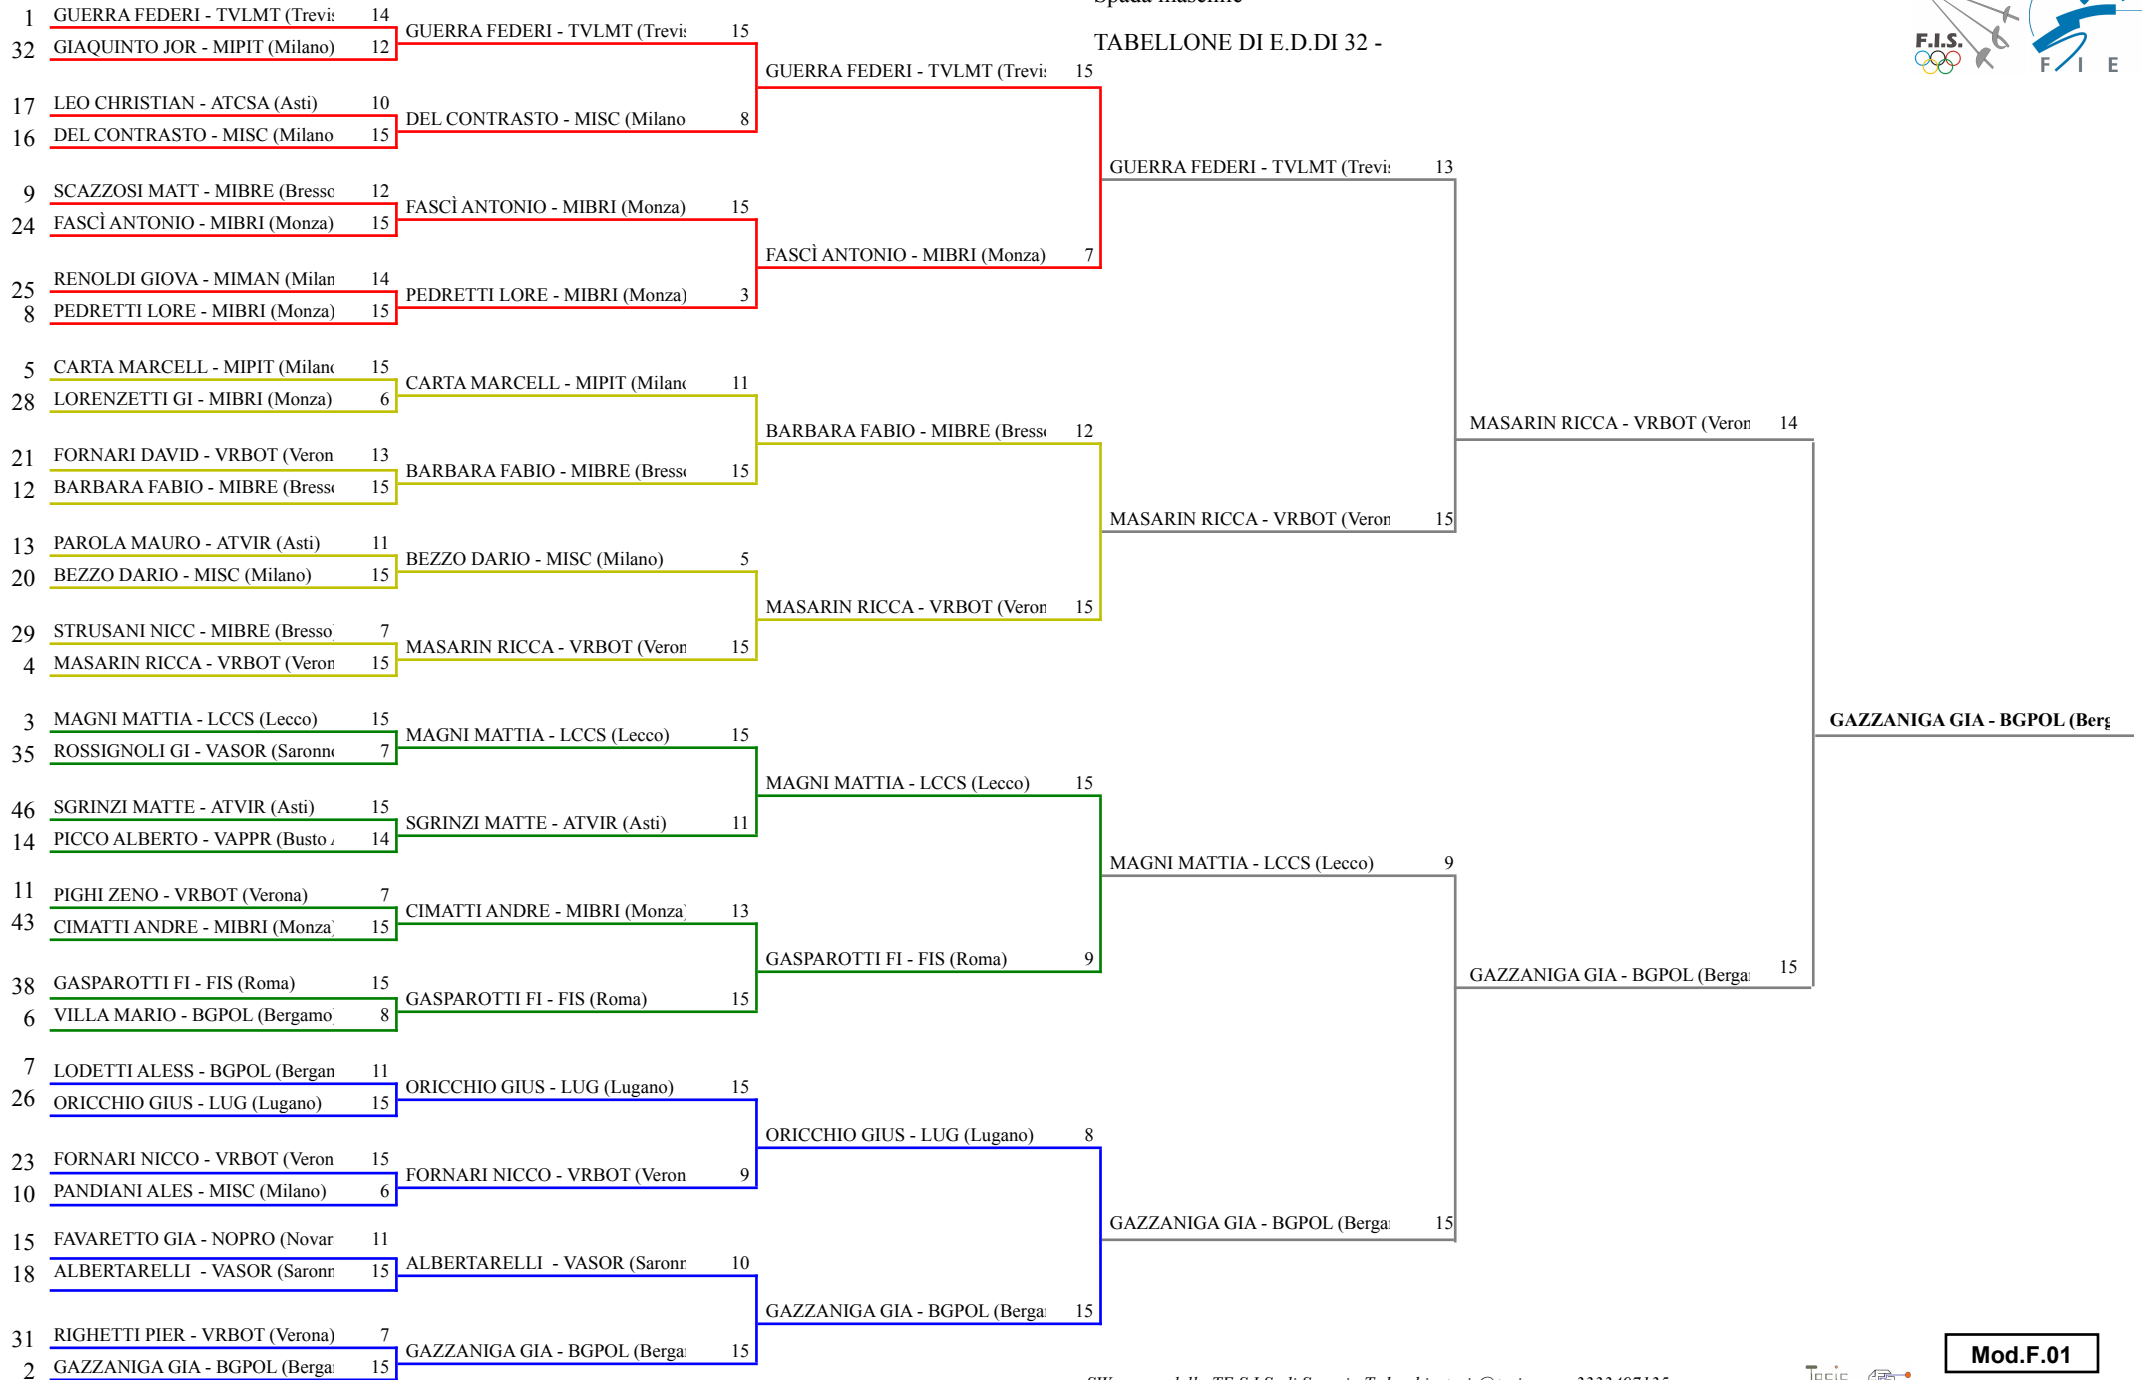 TABELLONE DI E.D.DI 32 -
F.I.S.
F I E
1 GUERRA FEDERI - TVLMT (Trevi 14
32 GIAQUINTO JOR - MIPIT (Milano) 12
17 LEO CHRISTIAN - ATCSA (Asti) 10
16 DEL CONTRASTO - MISC (Milano 15
9 SCAZZOSI MATT - MIBRE (Bresso 12
24 FASCÌ ANTONIO - MIBRI (Monza) 15
25 RENOLDI GIOVA - MIMAN (Milan 14
8 PEDRETTI LORE - MIBRI (Monza) 15
5 CARTA MARCELL - MIPIT (Milano 15
28 LORENZETTI GI - MIBRI (Monza) 6
21 FORNARI DAVID - VRBOT (Veron 13
12 BARBARA FABIO - MIBRE (Bress 15
13 PAROLA MAURO - ATVIR (Asti) 11
20 BEZZO DARIO - MISC (Milano) 15
29 STRUSANI NICC - MIBRE (Bresso) 7
4 MASARIN RICCA - VRBOT (Veron 15
3 MAGNI MATTIA - LCCS (Lecco) 15
35 ROSSIGNOLI GI - VASOR (Saronno 7
46 SGRINZI MATTE - ATVIR (Asti) 15
14 PICCO ALBERTO - VAPPR (Busto 14
11 PIGHI ZENO - VRBOT (Verona) 7
43 CIMATTI ANDRE - MIBRI (Monza) 15
38 GASPAROTTI FI - FIS (Roma) 15
6 VILLA MARIO - BGPOL (Bergamo) 8
7 LODETTI ALESS - BGPOL (Bergam 11
26 ORICCHIO GIUS - LUG (Lugano) 15
23 FORNARI NICCO - VRBOT (Veron 15
10 PANDIANI ALES - MISC (Milano) 6
15 FAVARETTO GIA - NOPRO (Novar 11
18 ALBERTARELLI - VASOR (Saronn 15
31 RIGHETTI PIER - VRBOT (Verona) 7
2 GAZZANIGA GIA - BGPOL (Berga 15
GUERRA FEDERI - TVLMT (Trevi 15
DEL CONTRASTO - MISC (Milano 8
FASCÌ ANTONIO - MIBRI (Monza) 15
PEDRETTI LORE - MIBRI (Monza) 3
CARTA MARCELL - MIPIT (Milano 11
BARBARA FABIO - MIBRE (Bress 15
BEZZO DARIO - MISC (Milano) 5
MASARIN RICCA - VRBOT (Veron 15
MAGNI MATTIA - LCCS (Lecco) 15
SGRINZI MATTE - ATVIR (Asti) 11
CIMATTI ANDRE - MIBRI (Monza) 13
GASPAROTTI FI - FIS (Roma) 15
ORICCHIO GIUS - LUG (Lugano) 15
FORNARI NICCO - VRBOT (Veron 9
ALBERTARELLI - VASOR (Saronn 10
GAZZANIGA GIA - BGPOL (Berga 15
GUERRA FEDERI - TVLMT (Trevi 15
FASCÌ ANTONIO - MIBRI (Monza) 7
BARBARA FABIO - MIBRE (Bress 12
MASARIN RICCA - VRBOT (Veron 15
MAGNI MATTIA - LCCS (Lecco) 15
GASPAROTTI FI - FIS (Roma) 9
ORICCHIO GIUS - LUG (Lugano) 8
GAZZANIGA GIA - BGPOL (Berga 15
GUERRA FEDERI - TVLMT (Trevi 13
MASARIN RICCA - VRBOT (Veron 15
MAGNI MATTIA - LCCS (Lecco) 9
GAZZANIGA GIA - BGPOL (Berga 15
MASARIN RICCA - VRBOT (Veron 14
GAZZANIGA GIA - BGPOL (Berga 15
GAZZANIGA GIA - BGPOL (Berg
Mod.F.01